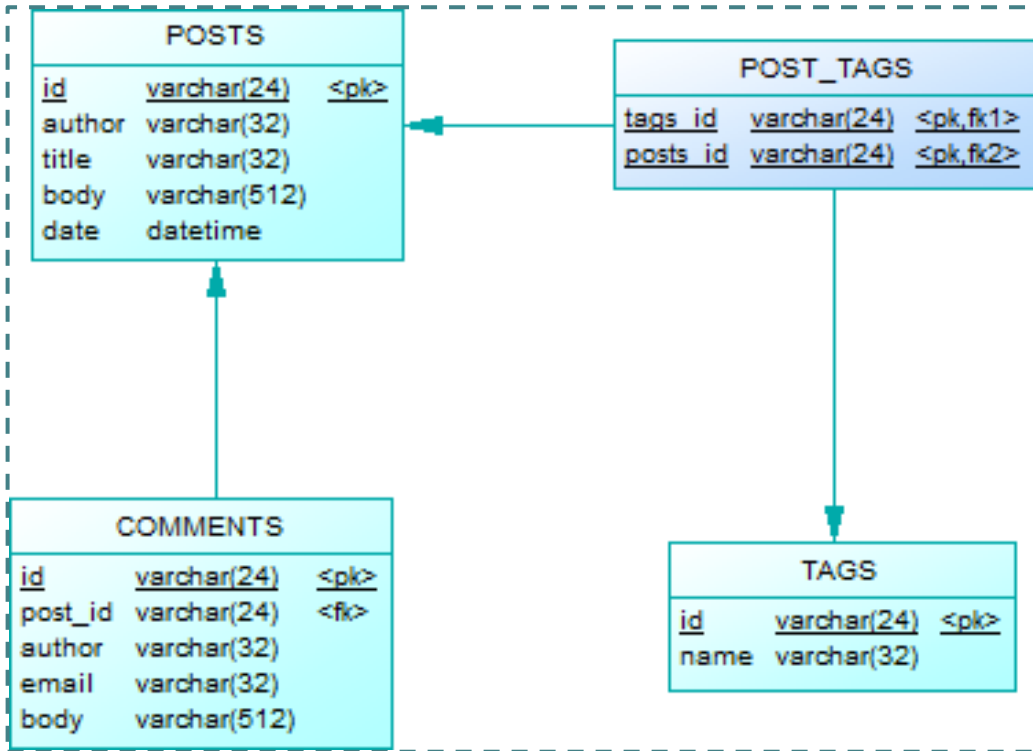 POSTS
id varchar(24) <pk>
author varchar(32)
title varchar(32)
body varchar(512)
date datetime
POST_TAGS
tags_id varchar(24) <pk,fk1>
posts_id varchar(24) <pk,fk2>
COMMENTS
id varchar(24) <pk>
post_id varchar(24) <fk>
author varchar(32)
email varchar(32)
body varchar(512)
TAGS
id varchar(24) <pk>
name varchar(32)